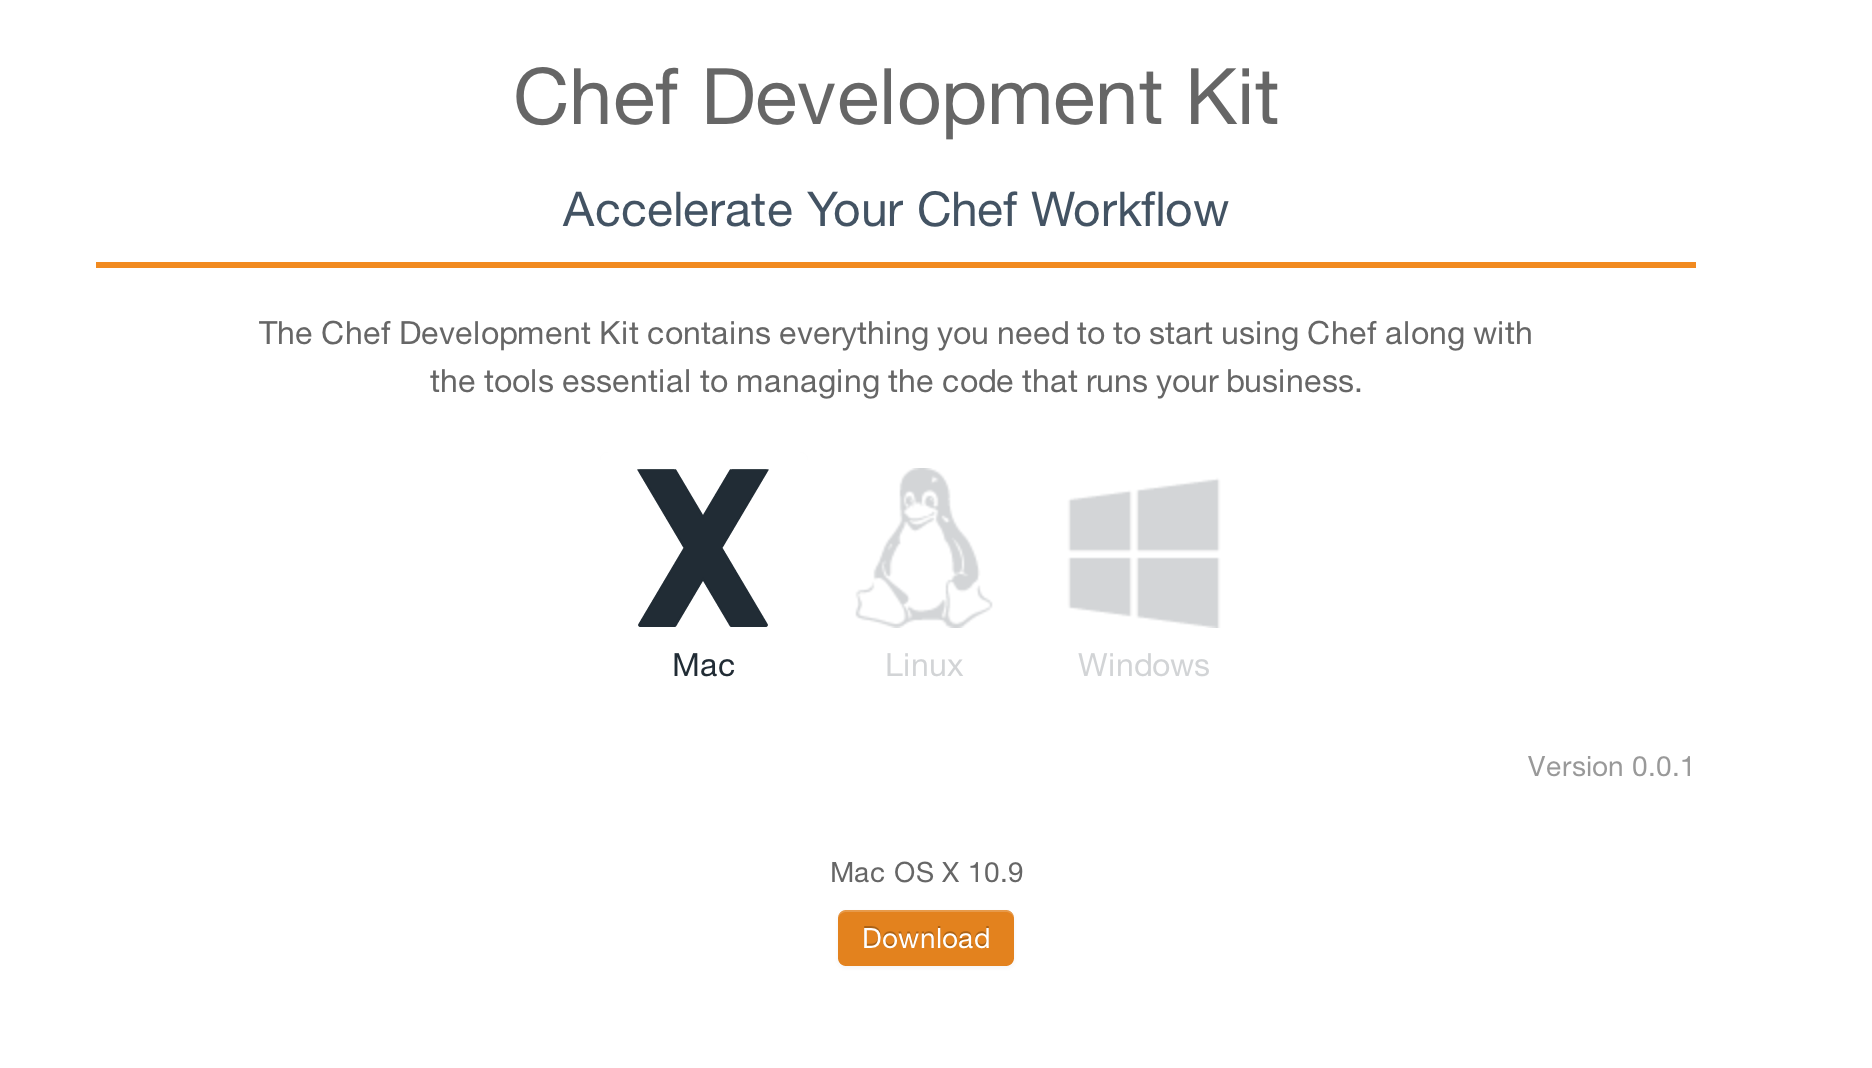 Chef Development Kit
Accelerate Your Chef Workflow
The Chef Development Kit contains everything you need to to start using Chef along with
the tools essential to managing the code that runs your business.
Mac
Linux
Windows
Version 0.0.1
Mac OS X 10.9
Download